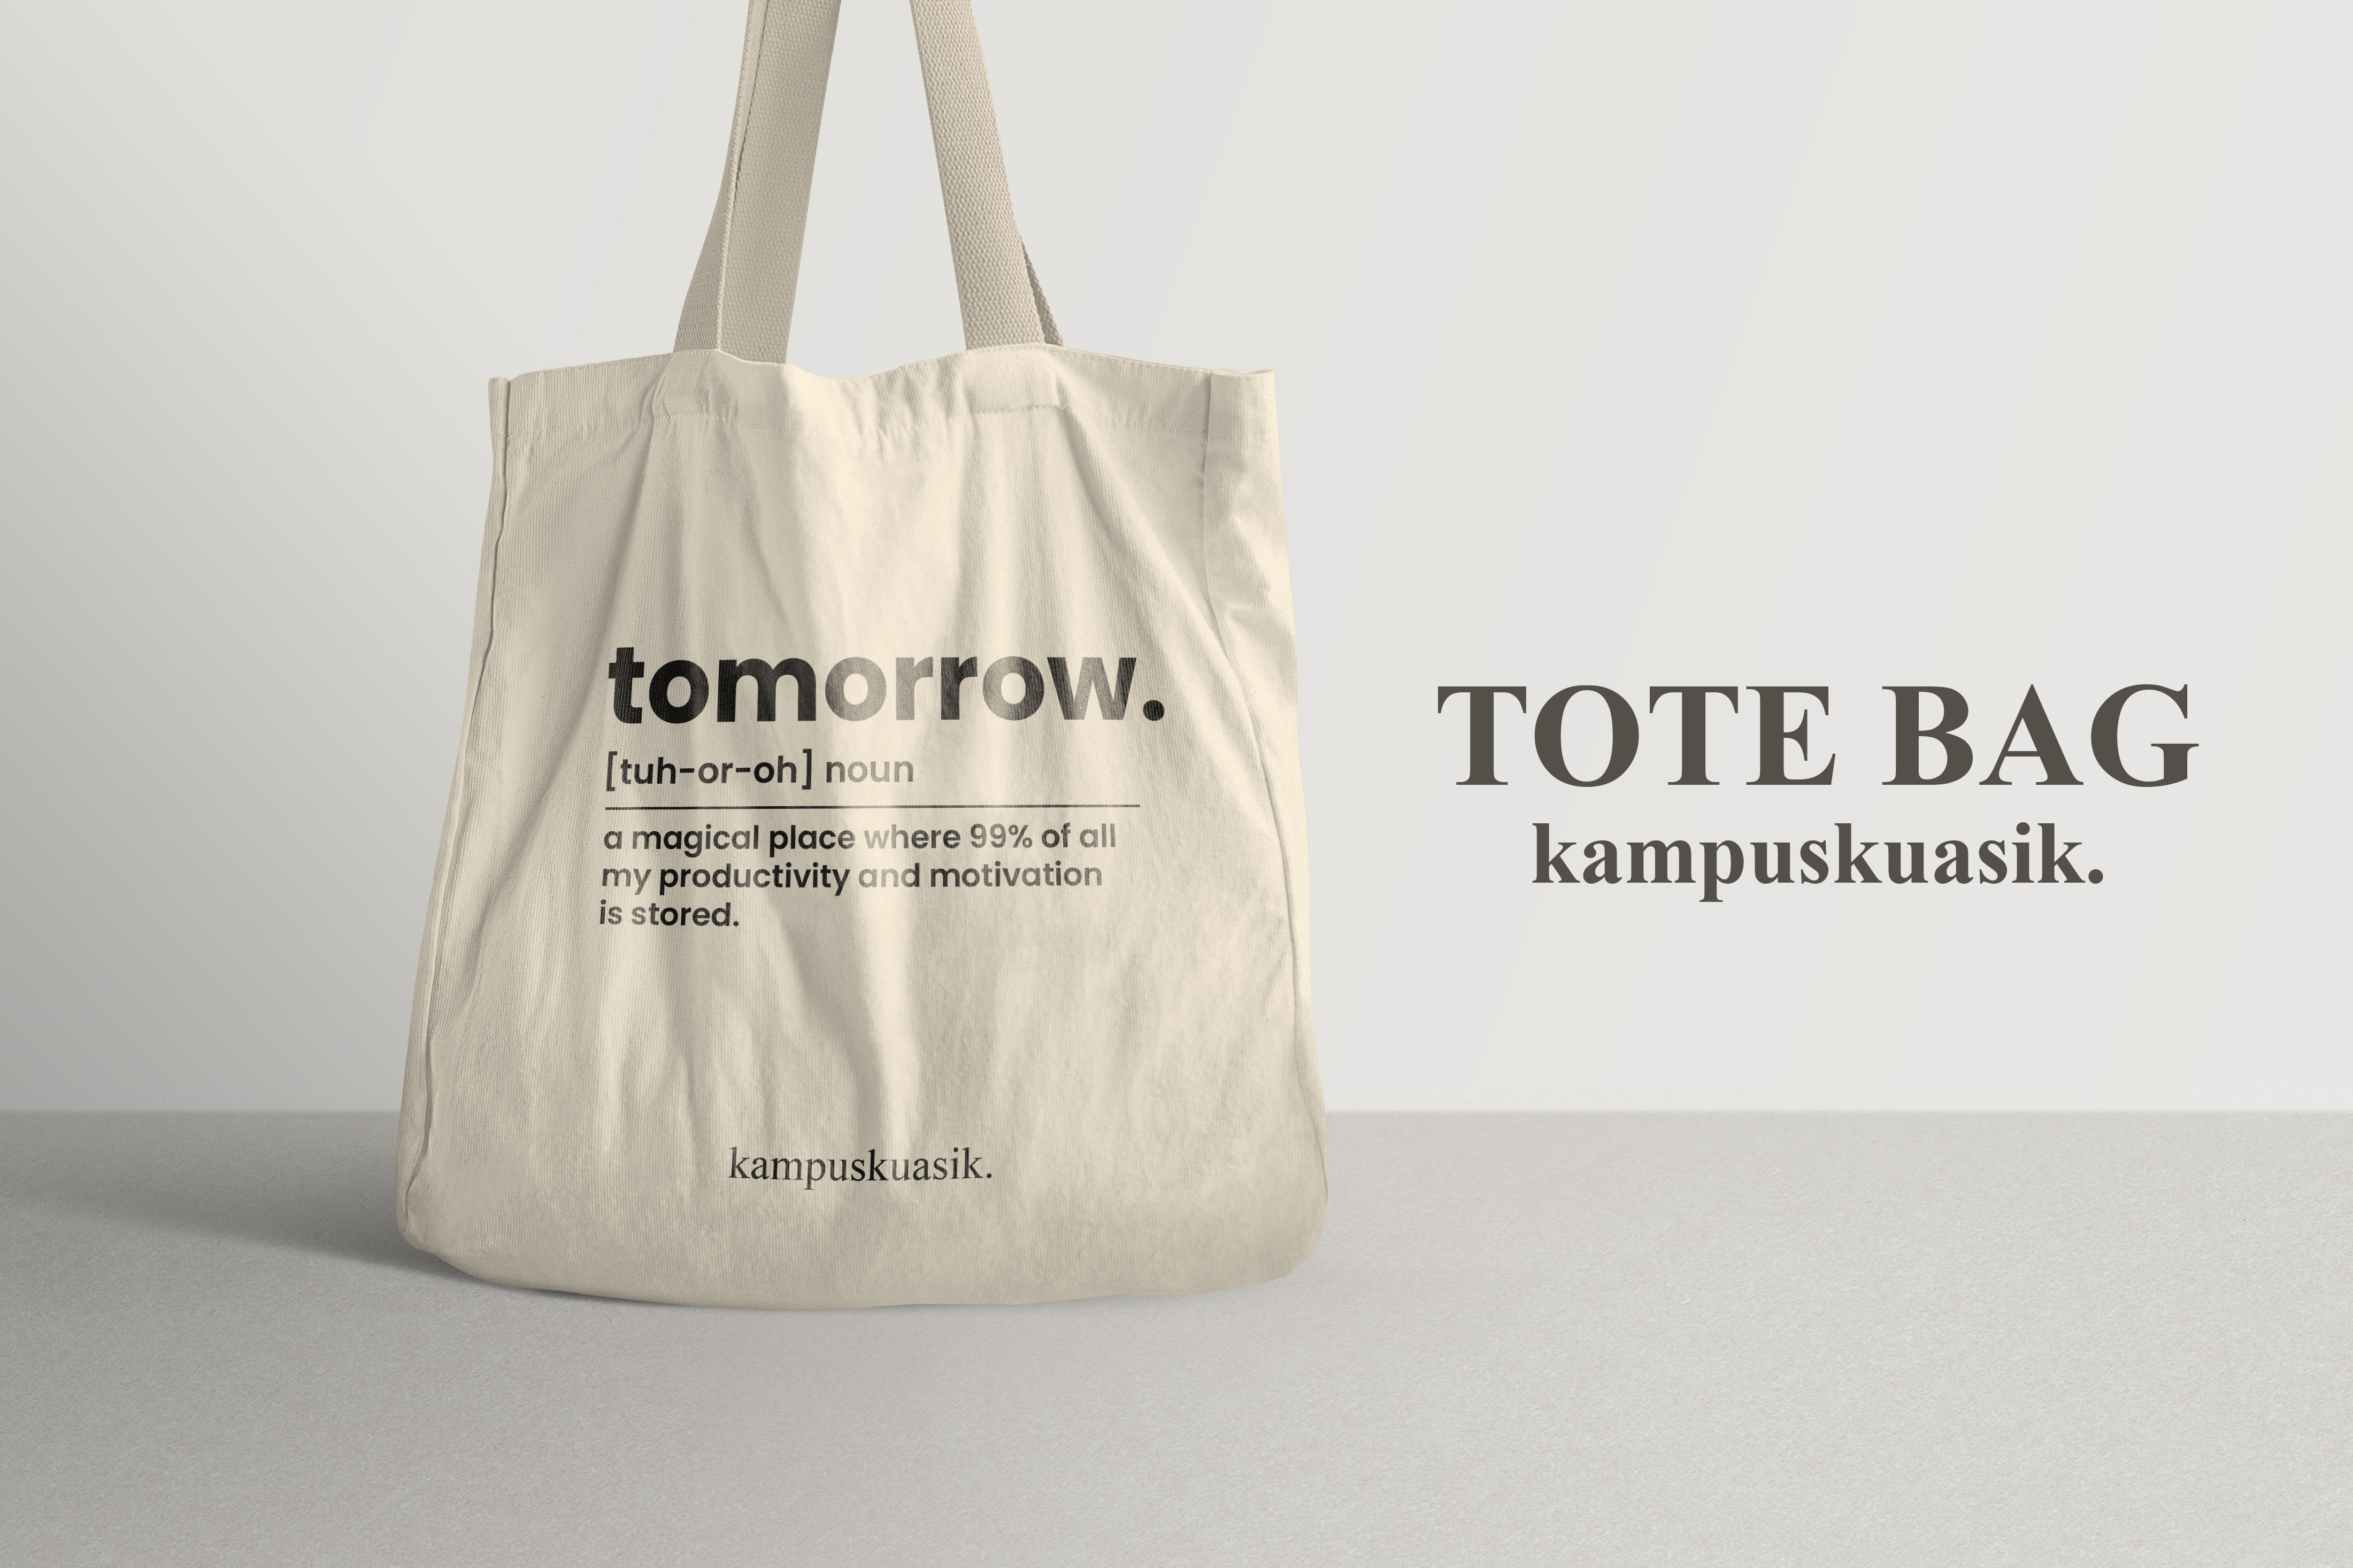 tomorrow.
[tuh-or-oh] noun
a magical place where 99% of all
my productivity and motivation
is stored.
kampuskuasik.
TOTE BAG
kampuskuasik.